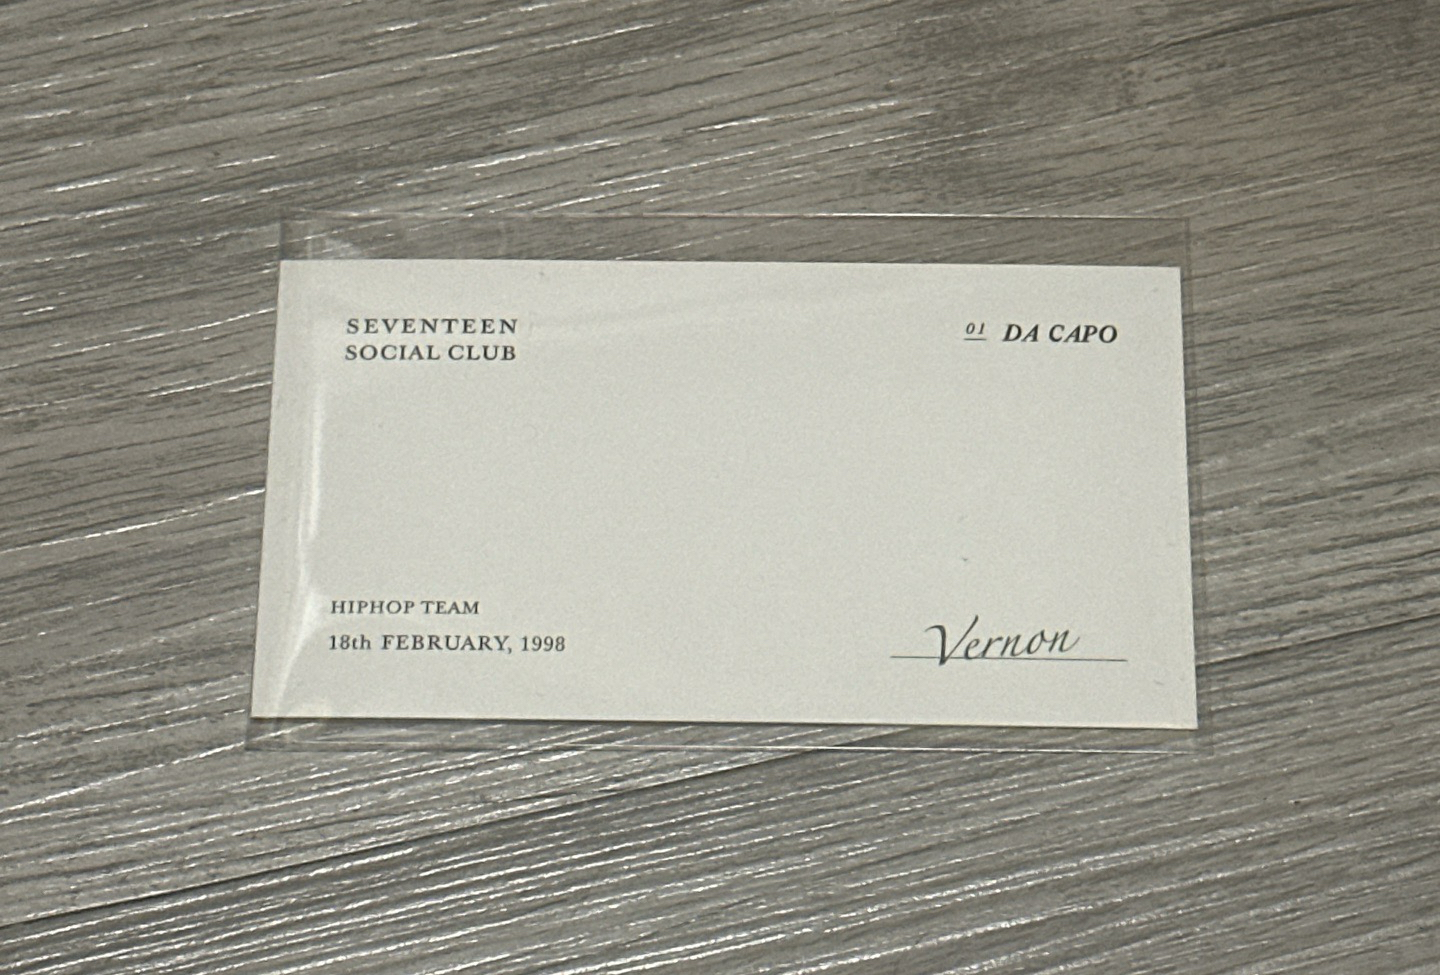 SEVENTEEN
SOCIAL CLUB
01 DA CAPO
HIPHOP TEAM
18th FEBRUARY, 1998
Vernon